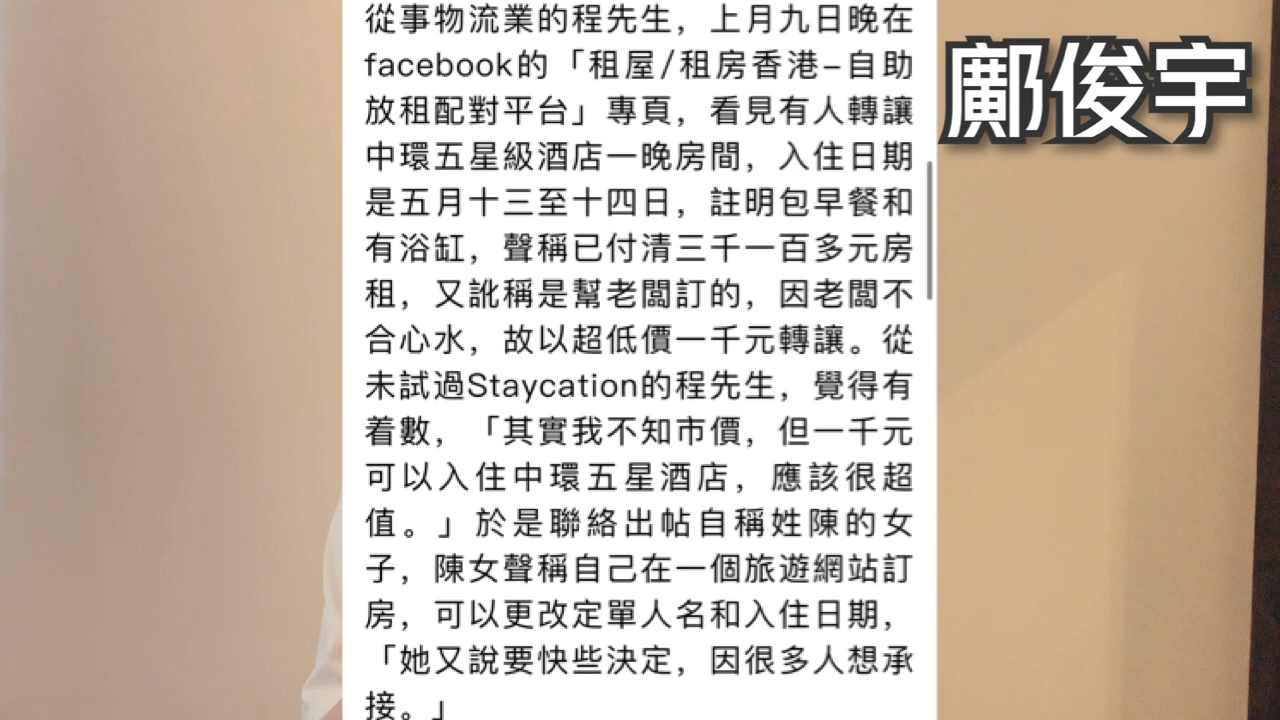 從事物流業的程先生，上月九日晚在
facebook的「租屋/租房香港–自助
放租配對平台」專頁，看見有人轉讓
中環五星級酒店一晚房間，入住日期
是五月十三至十四日，註明包早餐和
有浴缸，聲稱已付清三千一百多元房
租，又訛稱是幫老闆訂的，因老闆不
合心水，故以超低價一千元轉讓。從
未試過Staycation的程先生，覺得有
着數，「其實我不知市價，但一千元
可以入住中環五星酒店，應該很超
值。」於是聯絡出帖自稱姓陳的女
子，陳女聲稱自己在一個旅遊網站訂
房，可以更改定單人名和入住日期，
「她又說要快些決定，因很多人想承
接。」
鄺俊宇